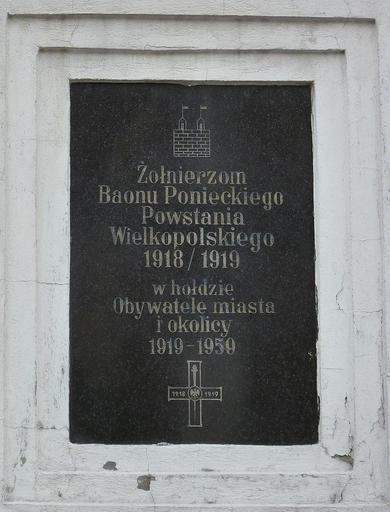 Żołnierzom
Baonu Ponieckiego
Powstania
Wielkopolskiego
1918/1919
w hołdzie
Obywatele miasta
i okolicy
1919-1959
1918 1919